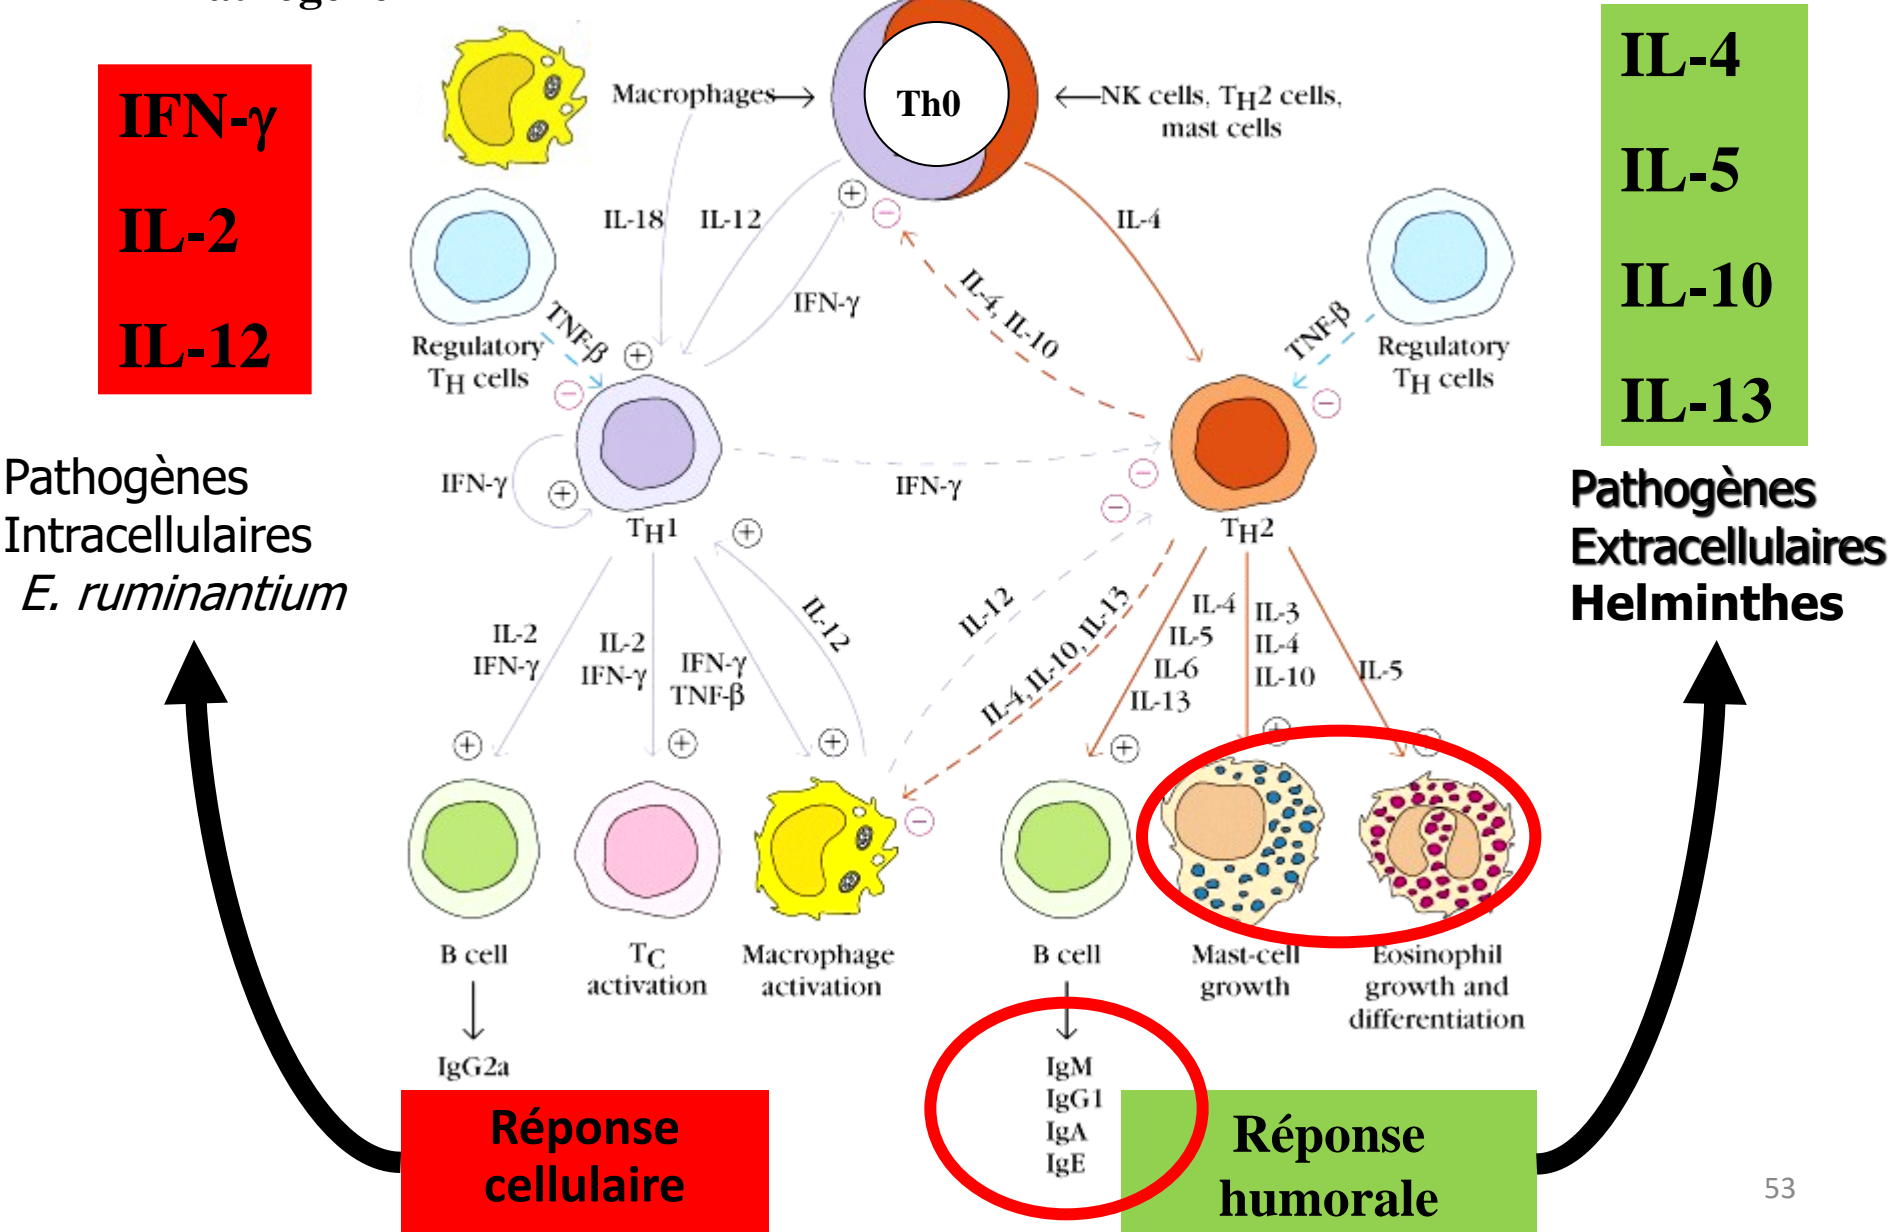 IFN-γ
IL-2
IL-12
Pathogènes
Intracellulaires
E. ruminantium
Macrophages
Th0
NK cells, TH2 cells,
mast cells
IL-4
IL-5
IL-10
IL-13
Pathogènes
Extracellulaires
Helminthes
IL-18
IL-12
IFN-γ
IL-4, IL-10
IL-4
Regulatory
TH cells
TNF-β
TNF-β
Regulatory
TH cells
IFN-γ
TH1
IFN-γ
TH2
IL-2
IFN-γ
IL-2
IFN-γ
IFN-γ
TNF-β
IL-12
IL-12
IL-4, IL-10, IL-13
IL-4
IL-5
IL-6
IL-13
IL-3
IL-4
IL-10
IL-5
B cell
TC
activation
Macrophage
activation
B cell
Mast-cell
growth
Eosinophil
growth and
differentiation
IgG2a
IgM
IgG1
IgA
IgE
Réponse
cellulaire
Réponse
humorale
53